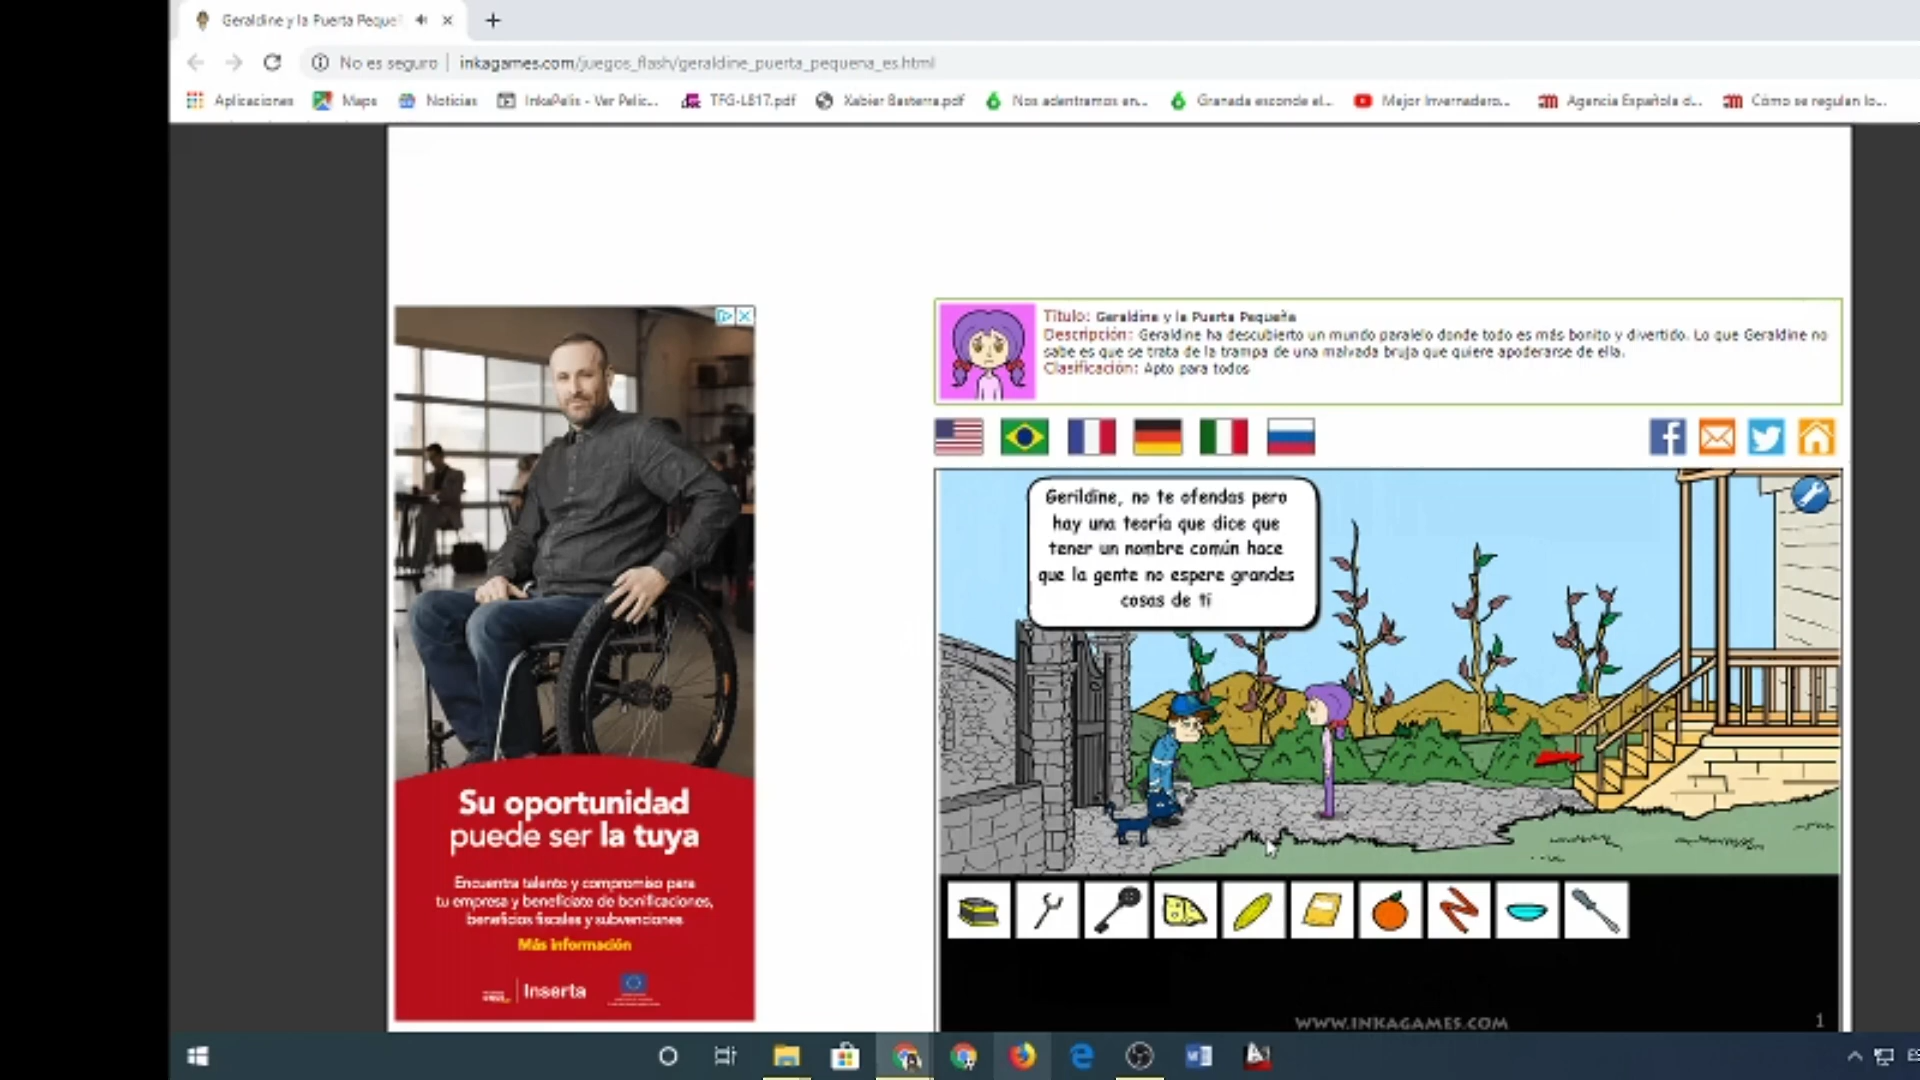 Geraldine y la Puerta Peque
No es seguro
inkagames.com/juegos_flash/geraldine_puerta_pequena_es.html
Aplicaciones
Maps
Noticias
InkaPelis - Ver Pelic...
TFG-L817.pdf
Xabier Basterra.pdf
Nos adentramos en...
Granada esconde el...
Mejor Invernadero...
Agencia Española d...
Cómo se regulan lo...
Título: Geraldine y la Puerta Pequeña
Descripción: Geraldine ha descubierto un mundo paralelo donde todo es más bonito y divertido. Lo que Geraldine no
sabe es que se trata de la trampa de una malvada bruja que quiere apoderarse de ella.
Clasificación: Apto para todos
Gerildine, no te ofendas pero
hay una teoría que dice que
tener un nombre común hace
que la gente no espere grandes
cosas de ti
Su oportunidad
puede ser la tuya
Encuentra talento y compromiso para
tu empresa y benefíciate de bonificaciones,
beneficios fiscales y subvenciones
Más información
Inserta
WWW.INKAGAMES.COM
1